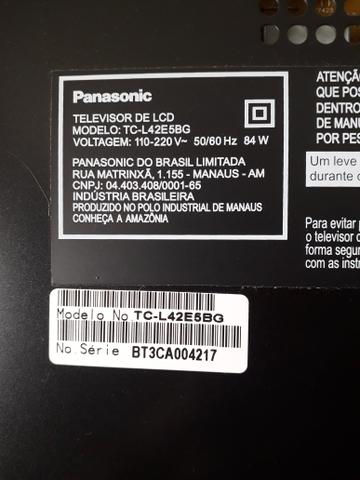 Panasonic
TELEVISOR DE LCD
MODELO: TC-L42E5BG
VOLTAGEM: 110-220 V~ 50/60 Hz 84 W
PANASONIC DO BRASIL LIMITADA
RUA MATRINXÃ, 1.155 - MANAUS - AM
CNPJ: 04.403.408/0001-65
INDÚSTRIA BRASILEIRA
PRODUZIDO NO POLO INDUSTRIAL DE MANAUS
CONHEÇA A AMAZÔNIA
ATENÇÃ
QUE POS
DENTRO
DE MANU
POR PES
Um leve
durante o
Para evitar
o televisor d
forma segur
com as instr
Modelo No. TC-L42E5BG
No.Série BT3CA004217